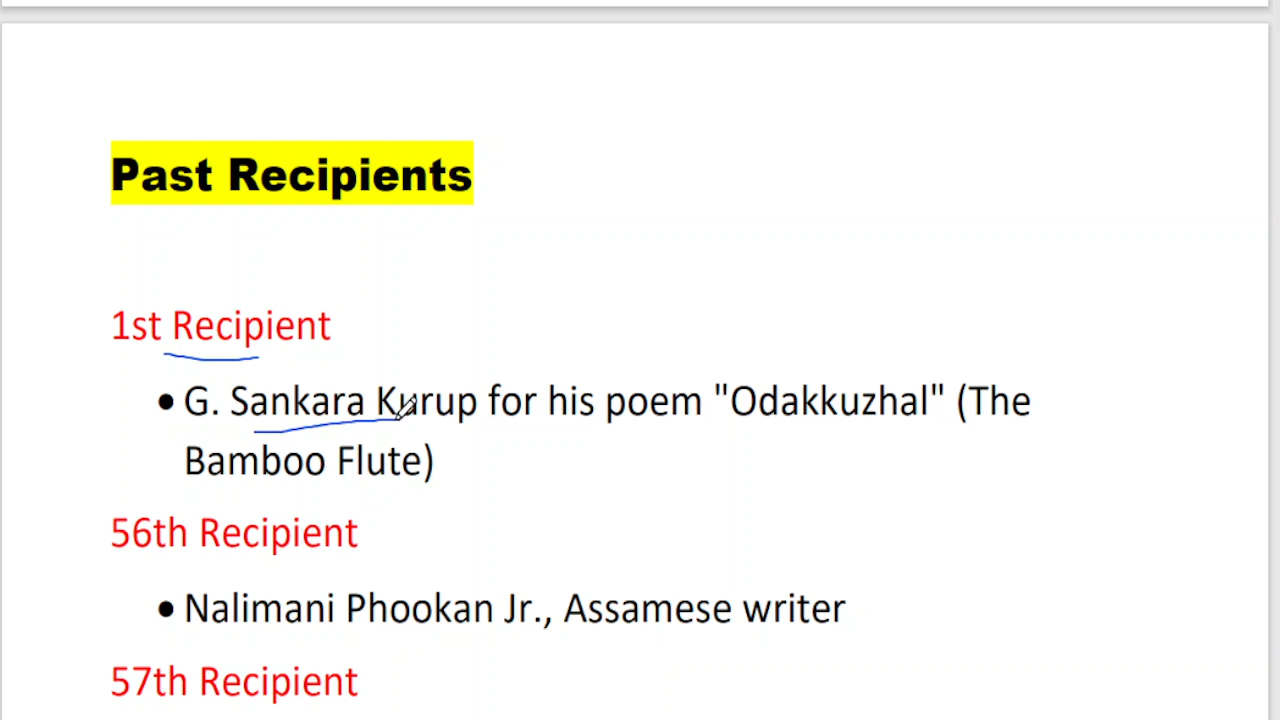 Past Recipients
1st Recipient
• G. Sankara Kurup for his poem "Odakkuzhal" (The
Bamboo Flute)
56th Recipient
• Nalimani Phookan Jr., Assamese writer
57th Recipient